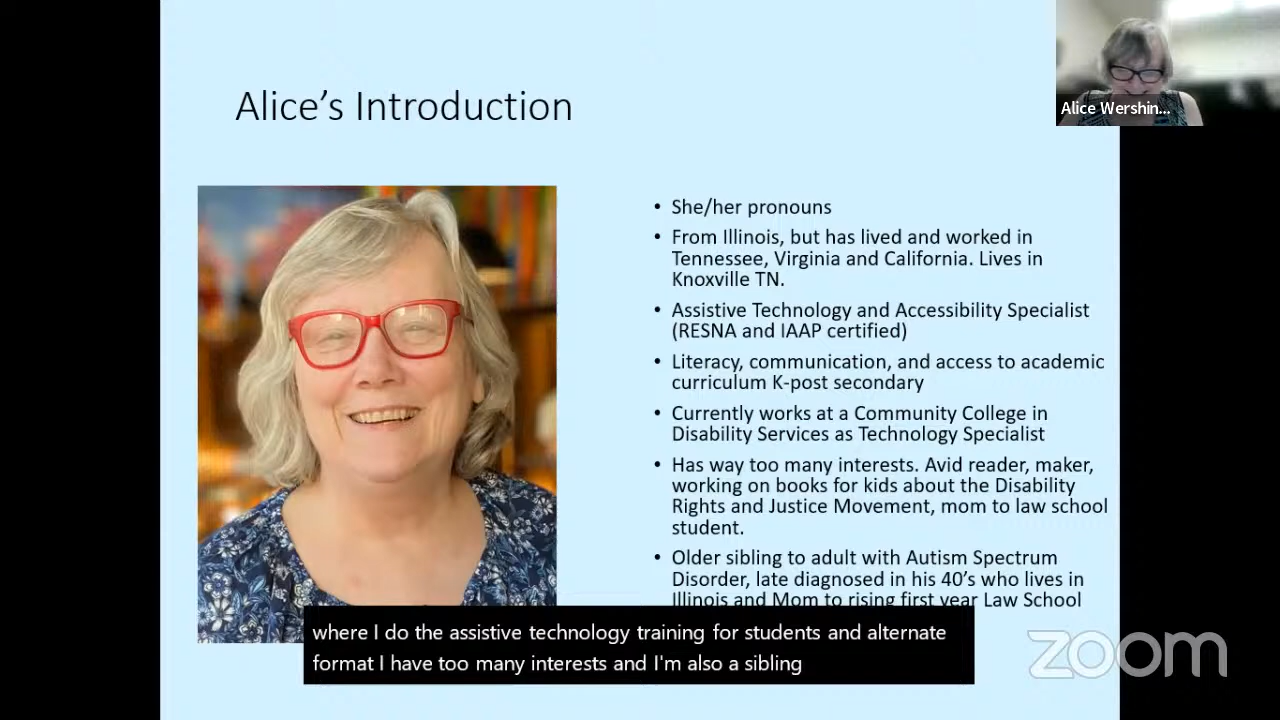 Alice's Introduction
Alice Wershin...
• She/her pronouns
• From Illinois, but has lived and worked in
Tennessee, Virginia and California. Lives in
Knoxville TN.
• Assistive Technology and Accessibility Specialist
(RESNA and IAAP certified)
• Literacy, communication, and access to academic
curriculum K-post secondary
• Currently works at a Community College in
Disability Services as Technology Specialist
• Has way too many interests. Avid reader, maker,
working on books for kids about the Disability
Rights and Justice Movement, mom to law school
student.
• Older sibling to adult with Autism Spectrum
Disorder, late diagnosed in his 40's who lives in
Illinois and Mom to rising first year Law School
where I do the assistive technology training for students and alternate
format I have too many interests and I'm also a sibling
zoom